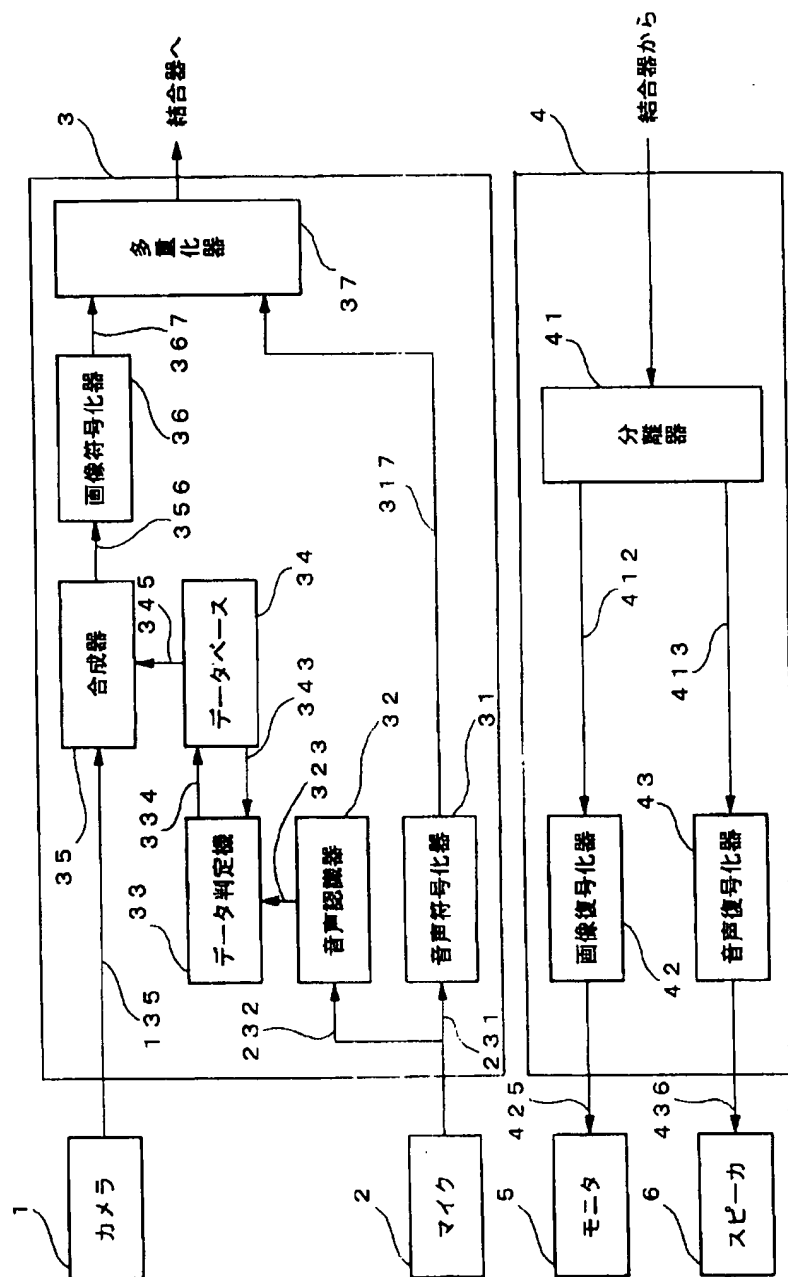 1
カメラ
135
35
合成器
356
画像符号化器
36
367
多重化器
37
3
結合器へ
33
データ判定機
334
343
データベース
34
345
323
音声認識器
32
232
2
マイク
231
音声符号化器
31
317
5
モニタ
425
画像復号化器
42
412
分離器
41
4
結合器から
6
スピーカ
436
43
音声復号化器
413